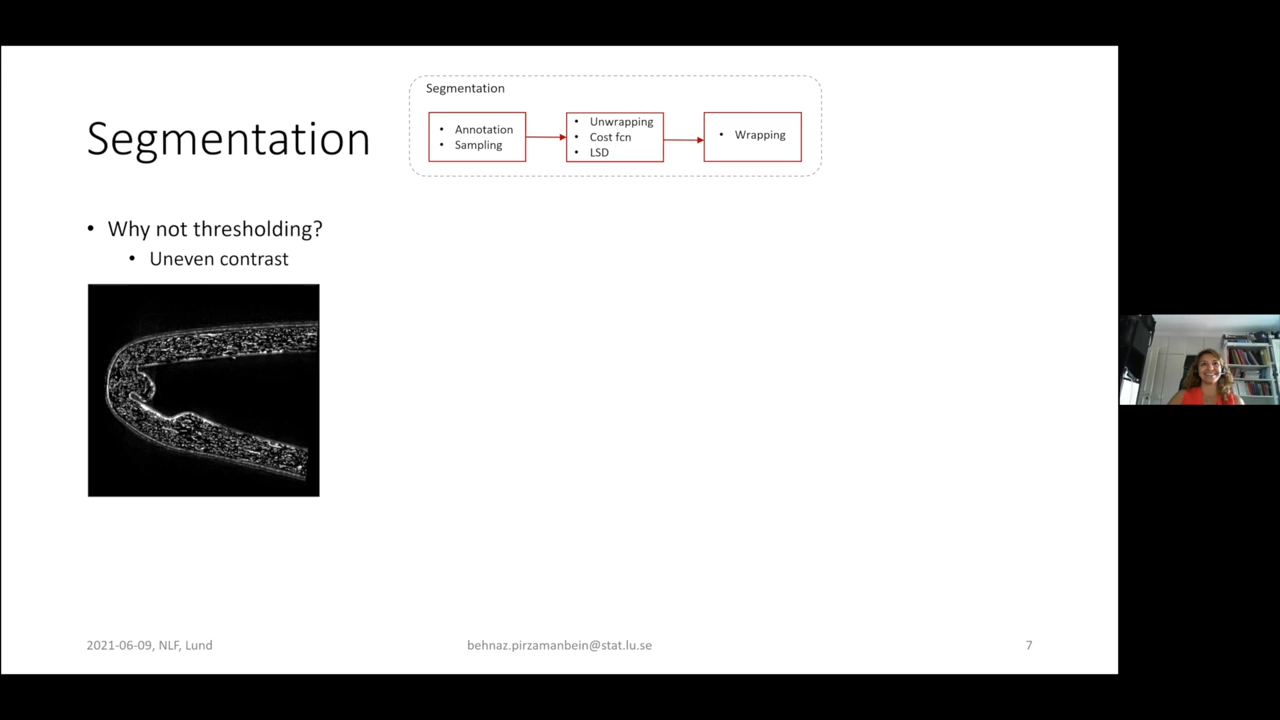 Segmentation
Segmentation
• Annotation
• Sampling
• Unwrapping
• Cost fcn
• LSD
• Wrapping
• Why not thresholding?
• Uneven contrast
2021-06-09, NLF, Lund
behnaz.pirzamanbein@stat.lu.se
7